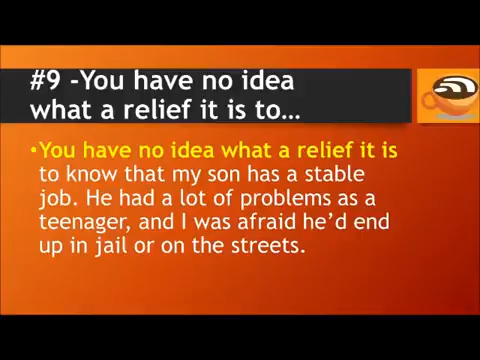 #9 -You have no idea
what a relief it is to…
•You have no idea what a relief it is
to know that my son has a stable
job. He had a lot of problems as a
teenager, and I was afraid he’d end
up in jail or on the streets.